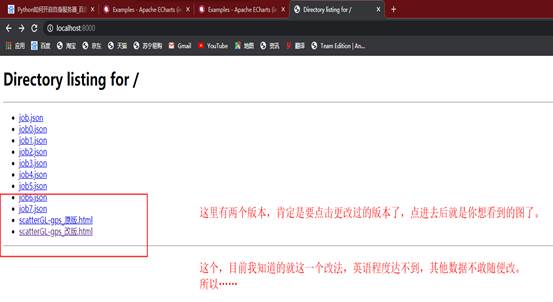 Python如何开启自身服务器_百
Examples - Apache ECharts (i
Examples - Apache ECharts (i
Directory listing for /
localhost:8000
应用
百度
淘宝
京东
天猫
苏宁易购
Gmail
YouTube
地图
资讯
翻译
Team Edition | An...
Directory listing for /
job.json
job0.json
job1.json
job2.json
job3.json
job4.json
job5.json
job6.json
job7.json
scatterGL-gps_原版.html
scatterGL-gps_改版.html
这里有两个版本，肯定是要点击更改过的版本了，点进去后就是你想看到的图了。
这个，目前我知道的就这一个改法，英语程度达不到，其他数据不敢随便改。
所以……